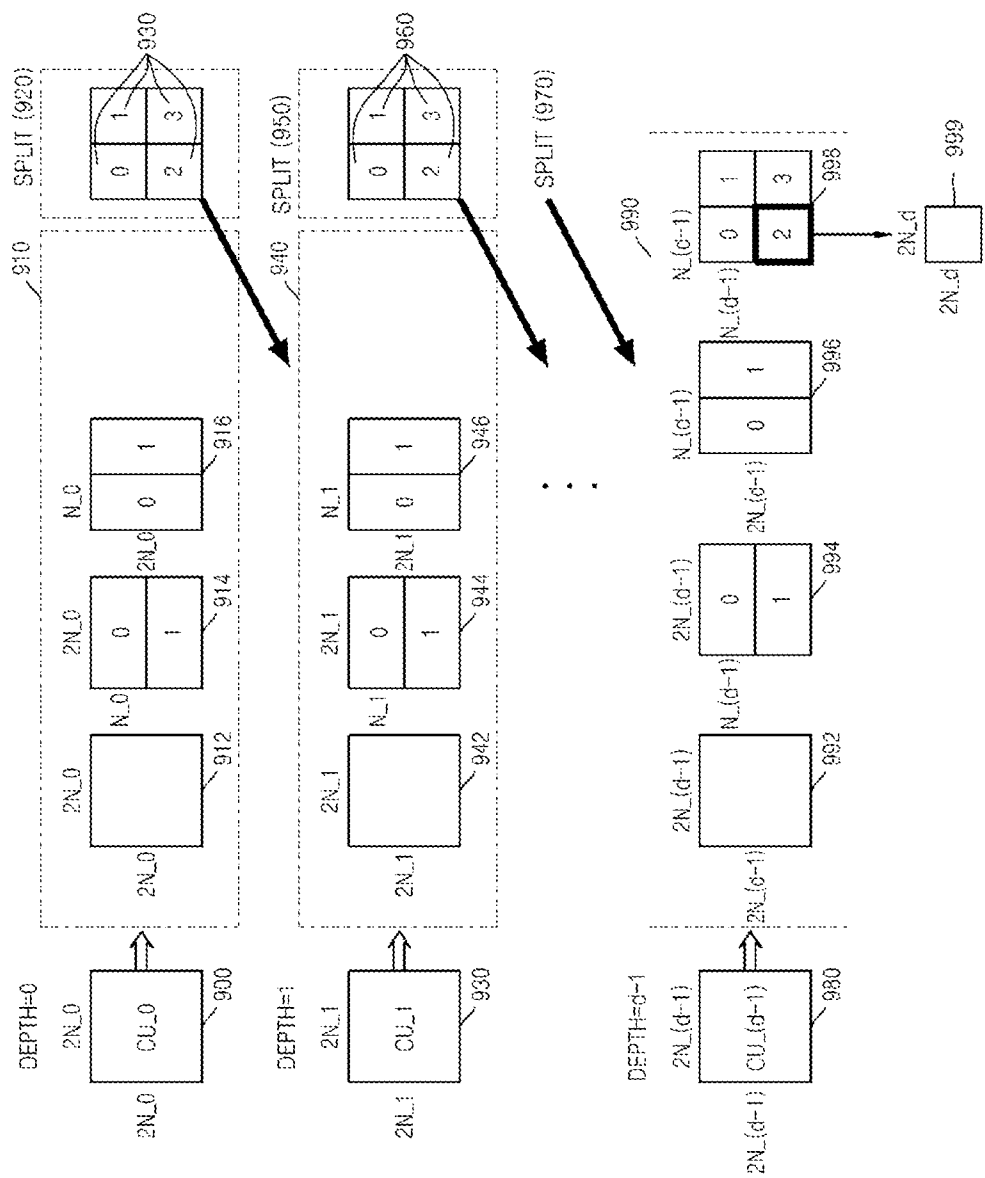 DEPTH=0
2N_0
2N_0
CU_0
900
910
2N_0
2N_0
912
2N_0
N_0
0
1
914
N_0
2N_0
0
1
916
SPLIT (920)
0
1
2
3
930
DEPTH=1
2N_1
2N_1
CU_1
930
940
2N_1
2N_1
942
2N_1
N_1
0
1
944
N_1
2N_1
0
1
946
SPLIT (950)
0
1
2
3
960
SPLIT (970)
DEPTH=d-1
2N_(d-1)
2N_(d-1)
CU_(d-1)
980
990
2N_(d-1)
2N_(c-1)
992
2N_(d-1)
N_(d-1)
0
1
994
N_(c-1)
2N_(c-1)
0
1
996
N_(c-1)
N_(d-1)
0
1
2
3
998
2N_d
2N_d
999